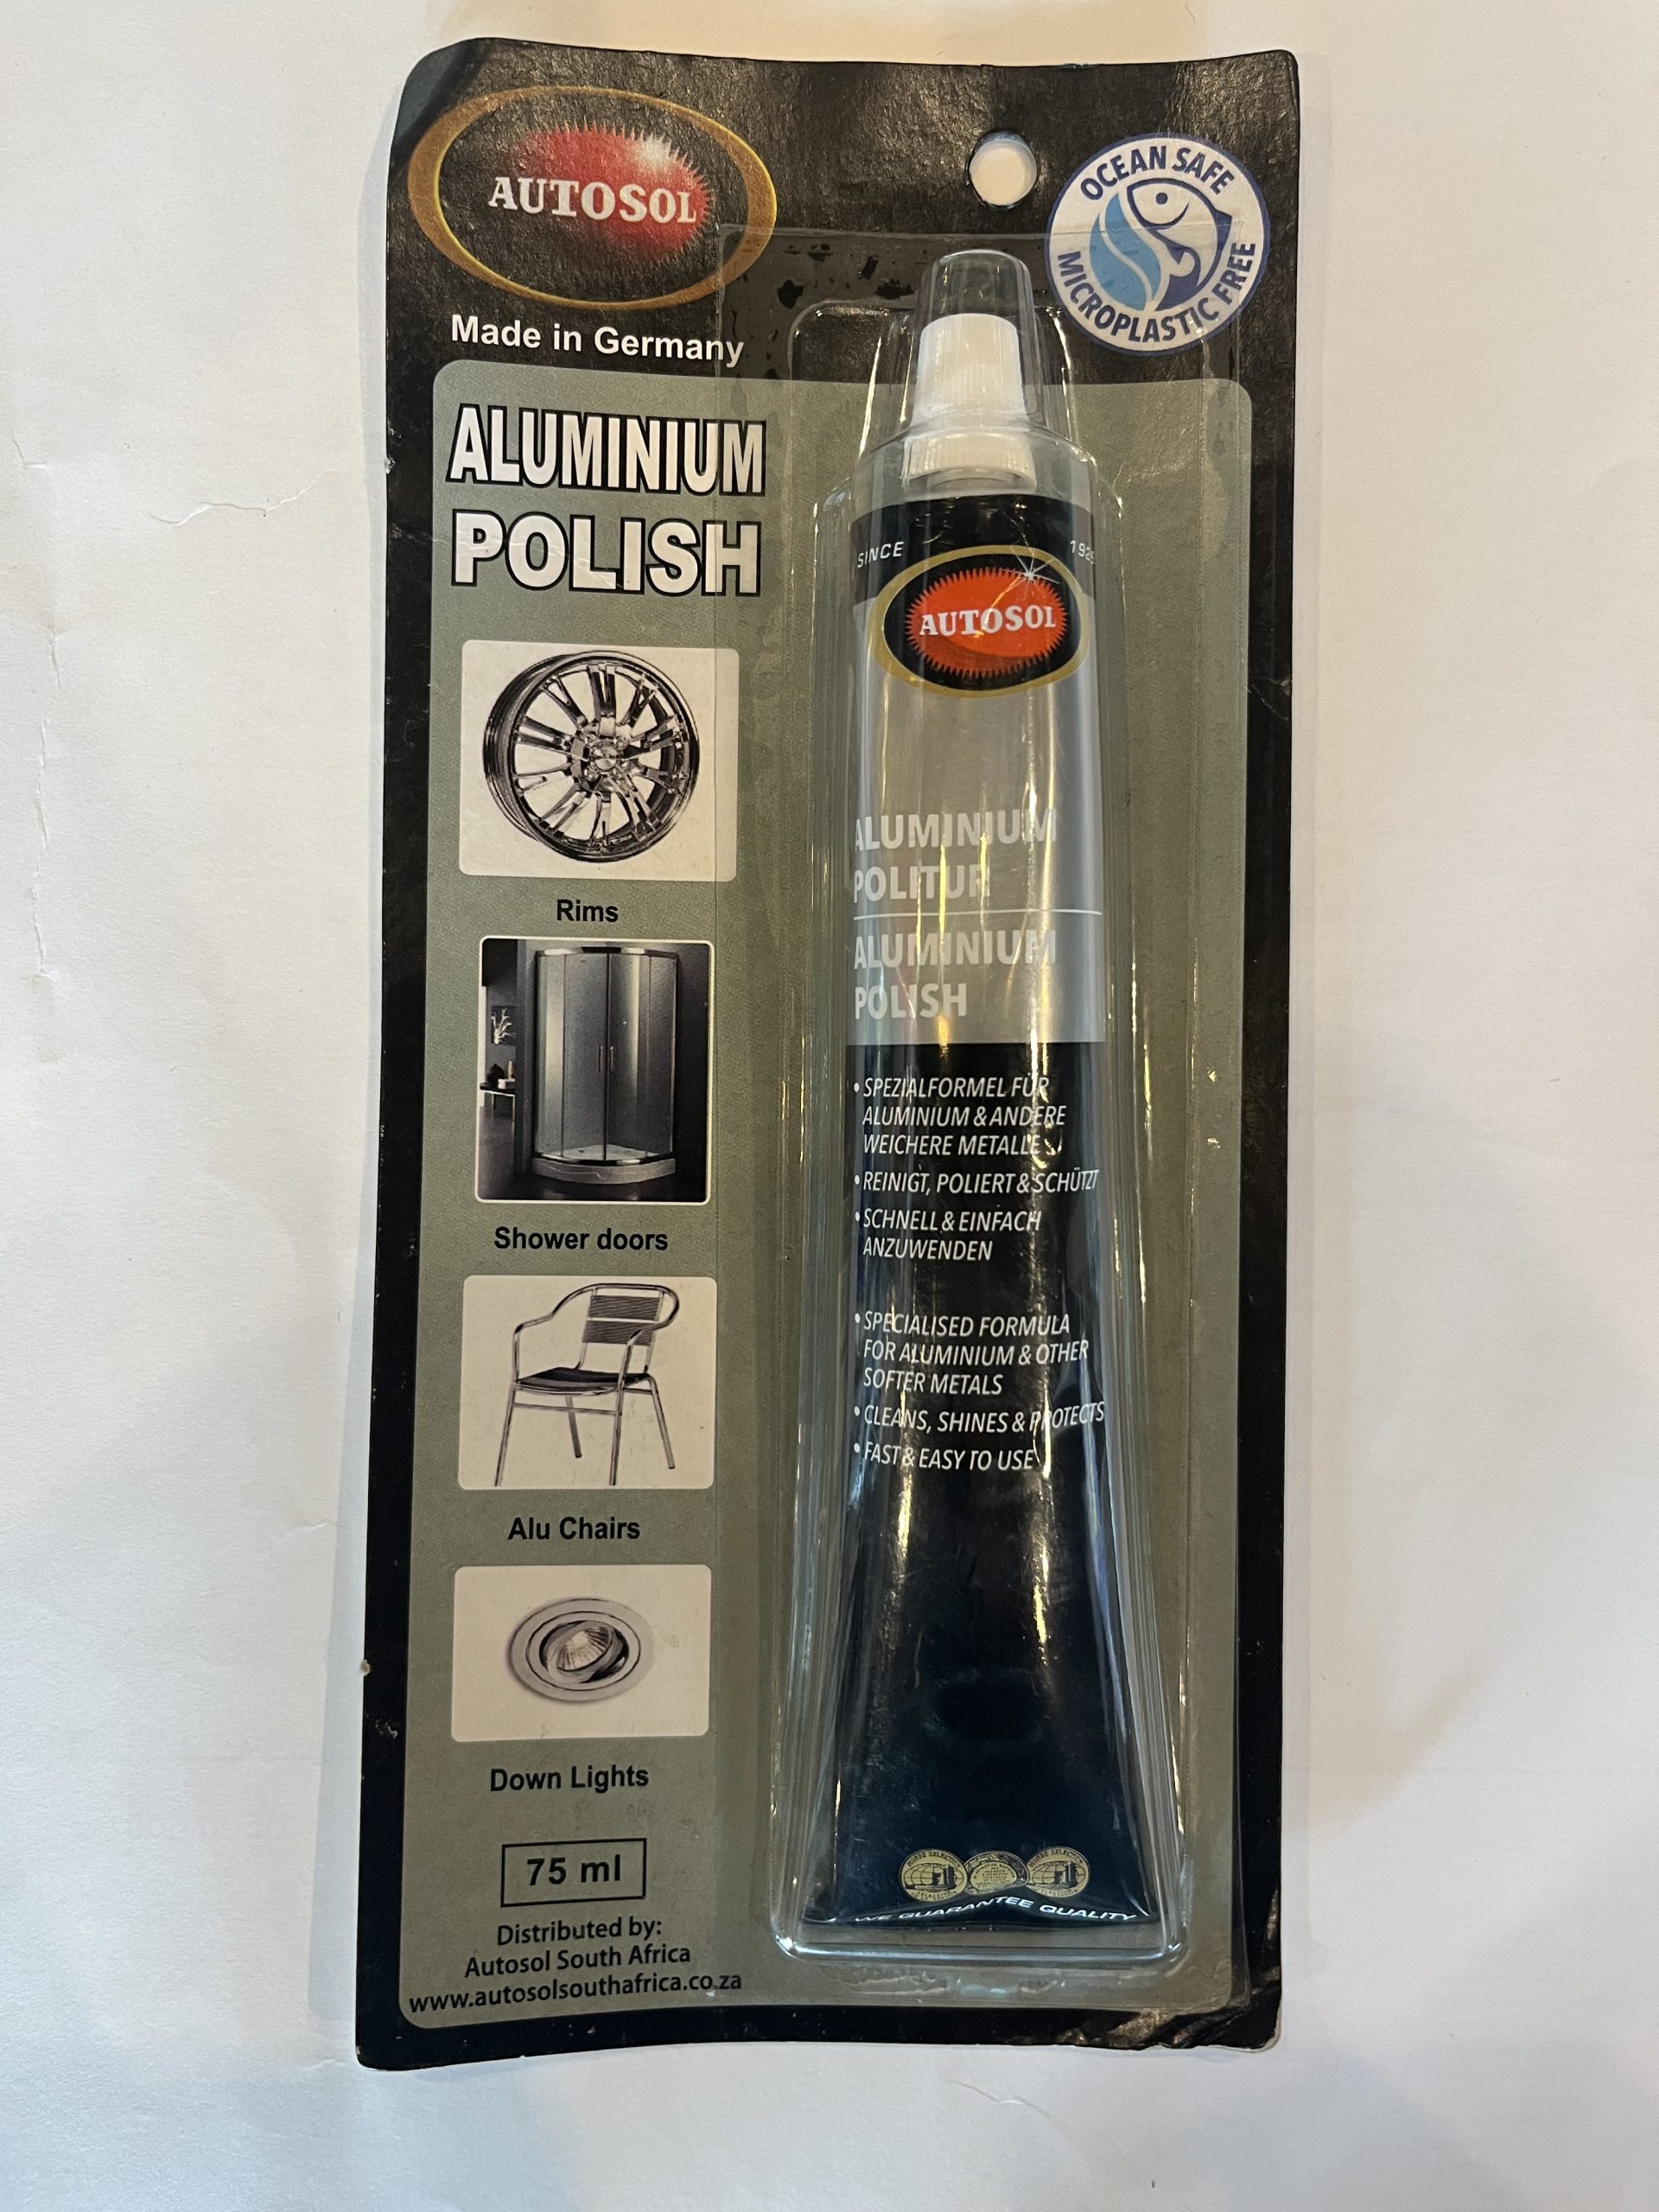 AUTOSOL
Made in Germany
OCEAN SAFE
MICROPLASTIC FREE
ALUMINIUM
POLISH
Rims
Shower doors
Alu Chairs
Down Lights
75 ml
Distributed by:
Autosol South Africa
www.autosolsouthafrica.co.za
SINCE
AUTOSOL
ALUMINIUM
POLITUR
ALUMINIUM
POLISH
• SPEZIALFORMEL FÜR
ALUMINIUM & ANDERE
WEICHERE METALLE
• REINIGT, POLIERT & SCHÜTZT
• SCHNELL & EINFACH
ANZUWENDEN
• SPECIALISED FORMULA
FOR ALUMINIUM & OTHER
SOFTER METALS
• CLEANS, SHINES & PROTECTS
• FAST & EASY TO USE
WE GUARANTEE QUALITY